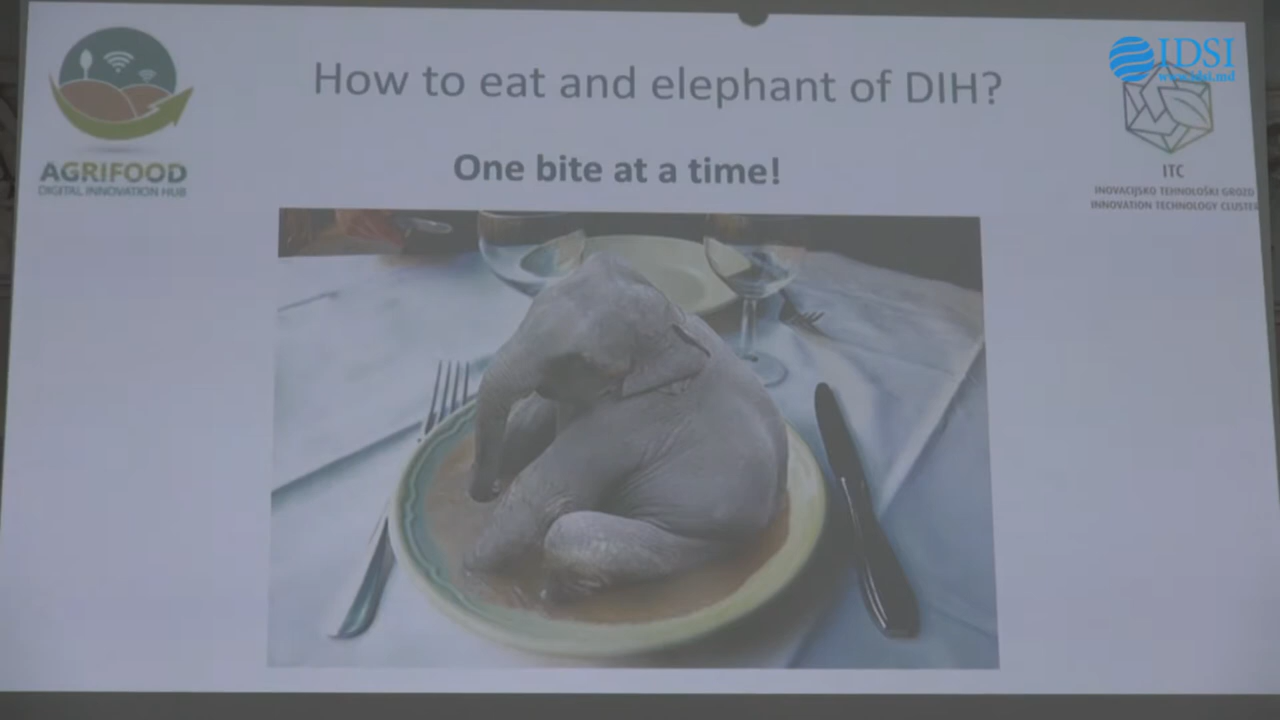 How to eat and elephant of DIH?
One bite at a time!
AGRIFOOD
DIGITAL INNOVATION HUB
IDSI
www.idsi.md
ITC
INOVACIJSKO TEHNOLOŠKI GROZD
INNOVATION TECHNOLOGY CLUSTER